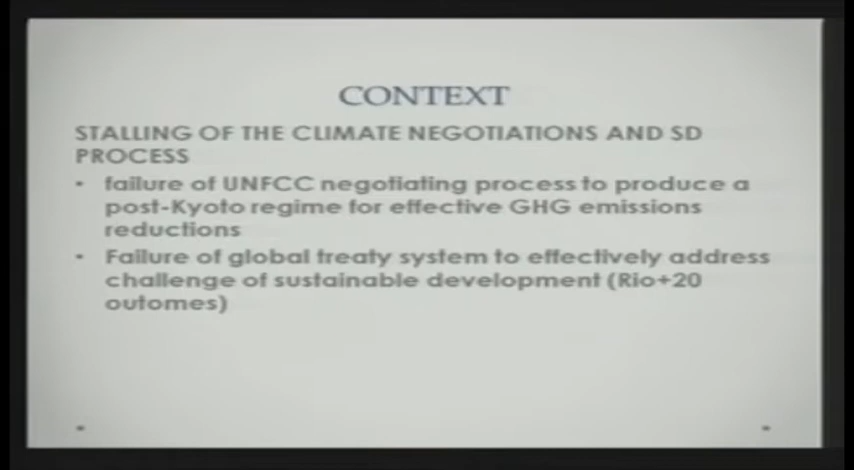 CONTEXT
STALLING OF THE CLIMATE NEGOTIATIONS AND SD
PROCESS
• failure of UNFCC negotiating process to produce a
post-Kyoto regime for effective GHG emissions
reductions
• Failure of global treaty system to effectively address
challenge of sustainable development (Rio+20
outomes)